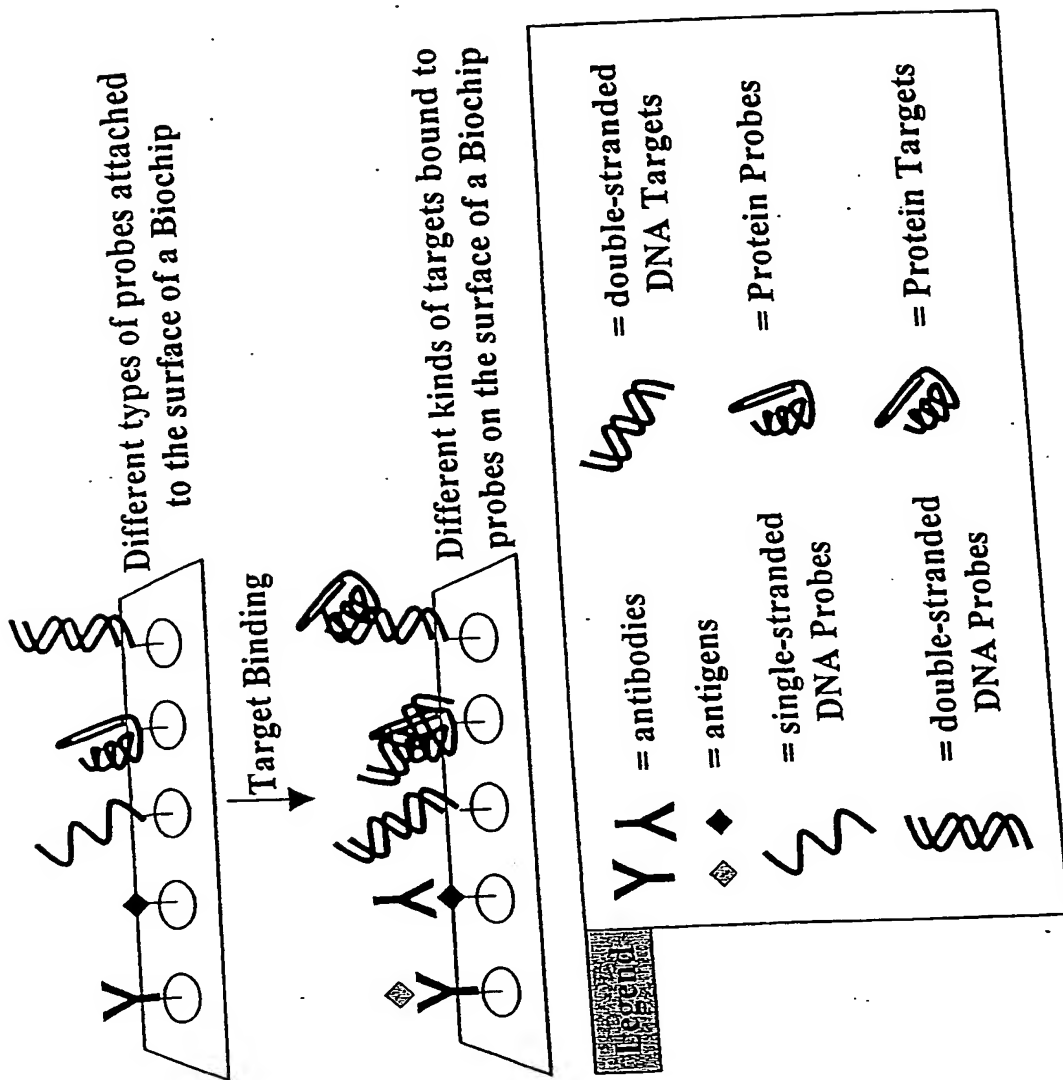 Different types of probes attached
to the surface of a Biochip
Target Binding
Different kinds of targets bound to
probes on the surface of a Biochip
Legend
= antibodies
= antigens
= single-stranded
DNA Probes
= double-stranded
DNA Probes
= double-stranded
DNA Targets
= Protein Probes
= Protein Targets